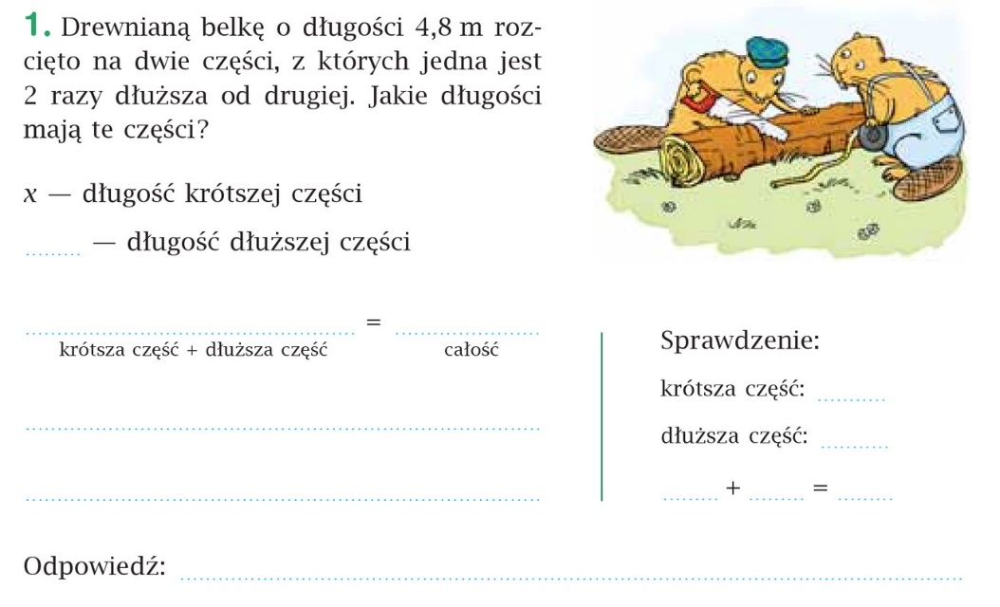 1. Drewnianą belkę o długości 4,8 m roz-
cięto na dwie części, z których jedna jest
2 razy dłuższa od drugiej. Jakie długości
mają te części?
x — długość krótszej części
......... — długość dłuższej części
.......... = ..........
krótsza część + dłuższa część całość
Sprawdzenie:
krótsza część: ...........
dłuższa część: ...........
......... + ......... = .........
Odpowiedź: ..........